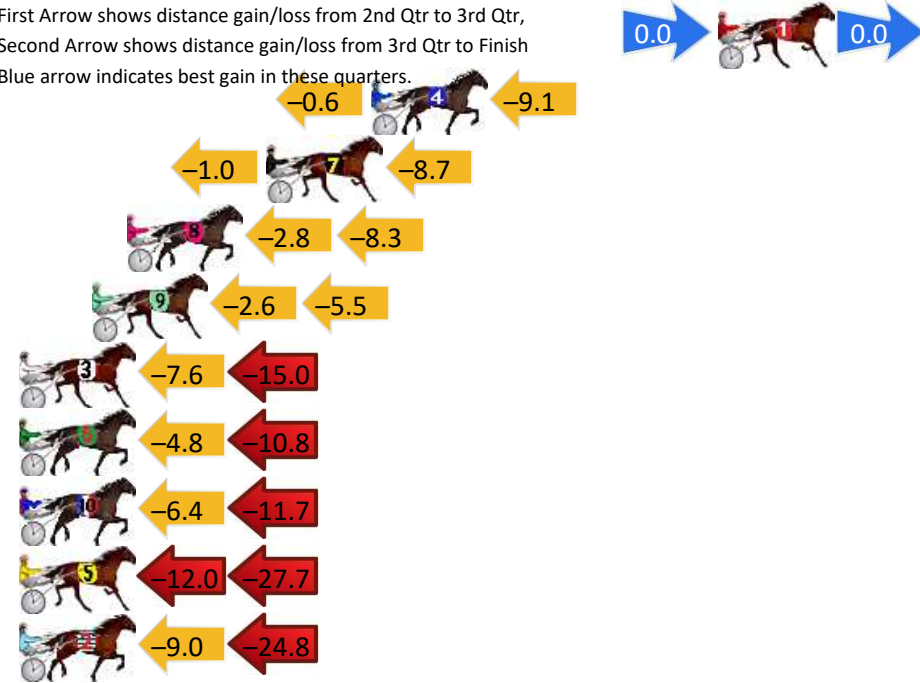 First Arrow shows distance gain/loss from 2nd Qtr to 3rd Qtr,
Second Arrow shows distance gain/loss from 3rd Qtr to Finish
Blue arrow indicates best gain in these quarters.
0.0 1 0.0
–0.6 4 –9.1
–1.0 7 –8.7
8 –2.8 –8.3
9 –2.6 –5.5
3 –7.6 –15.0
6 –4.8 –10.8
10 –6.4 –11.7
5 –12.0 –27.7
2 –9.0 –24.8